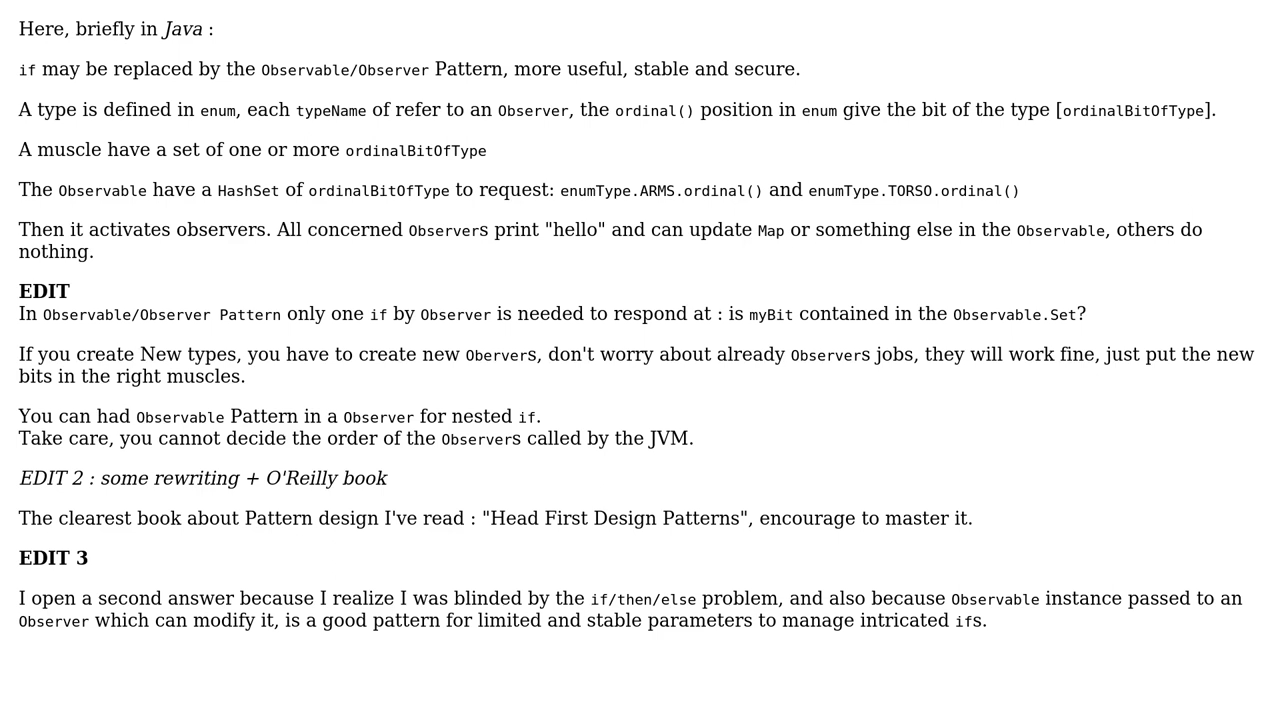 Here, briefly in Java :
if may be replaced by the Observable/Observer Pattern, more useful, stable and secure.
A type is defined in enum, each typeName of refer to an Observer, the ordinal() position in enum give the bit of the type [ordinalBitOfType].
A muscle have a set of one or more ordinalBitOfType
The Observable have a HashSet of ordinalBitOfType to request: enumType.ARMS.ordinal() and enumType.TORSO.ordinal()
Then it activates observers. All concerned Observers print "hello" and can update Map or something else in the Observable, others do
nothing.
EDIT
In Observable/Observer Pattern only one if by Observer is needed to respond at : is myBit contained in the Observable.Set?
If you create New types, you have to create new Obervers, don't worry about already Observers jobs, they will work fine, just put the new
bits in the right muscles.
You can had Observable Pattern in a Observer for nested if.
Take care, you cannot decide the order of the Observers called by the JVM.
EDIT 2 : some rewriting + O'Reilly book
The clearest book about Pattern design I've read : "Head First Design Patterns", encourage to master it.
EDIT 3
I open a second answer because I realize I was blinded by the if/then/else problem, and also because Observable instance passed to an
Observer which can modify it, is a good pattern for limited and stable parameters to manage intricated ifs.